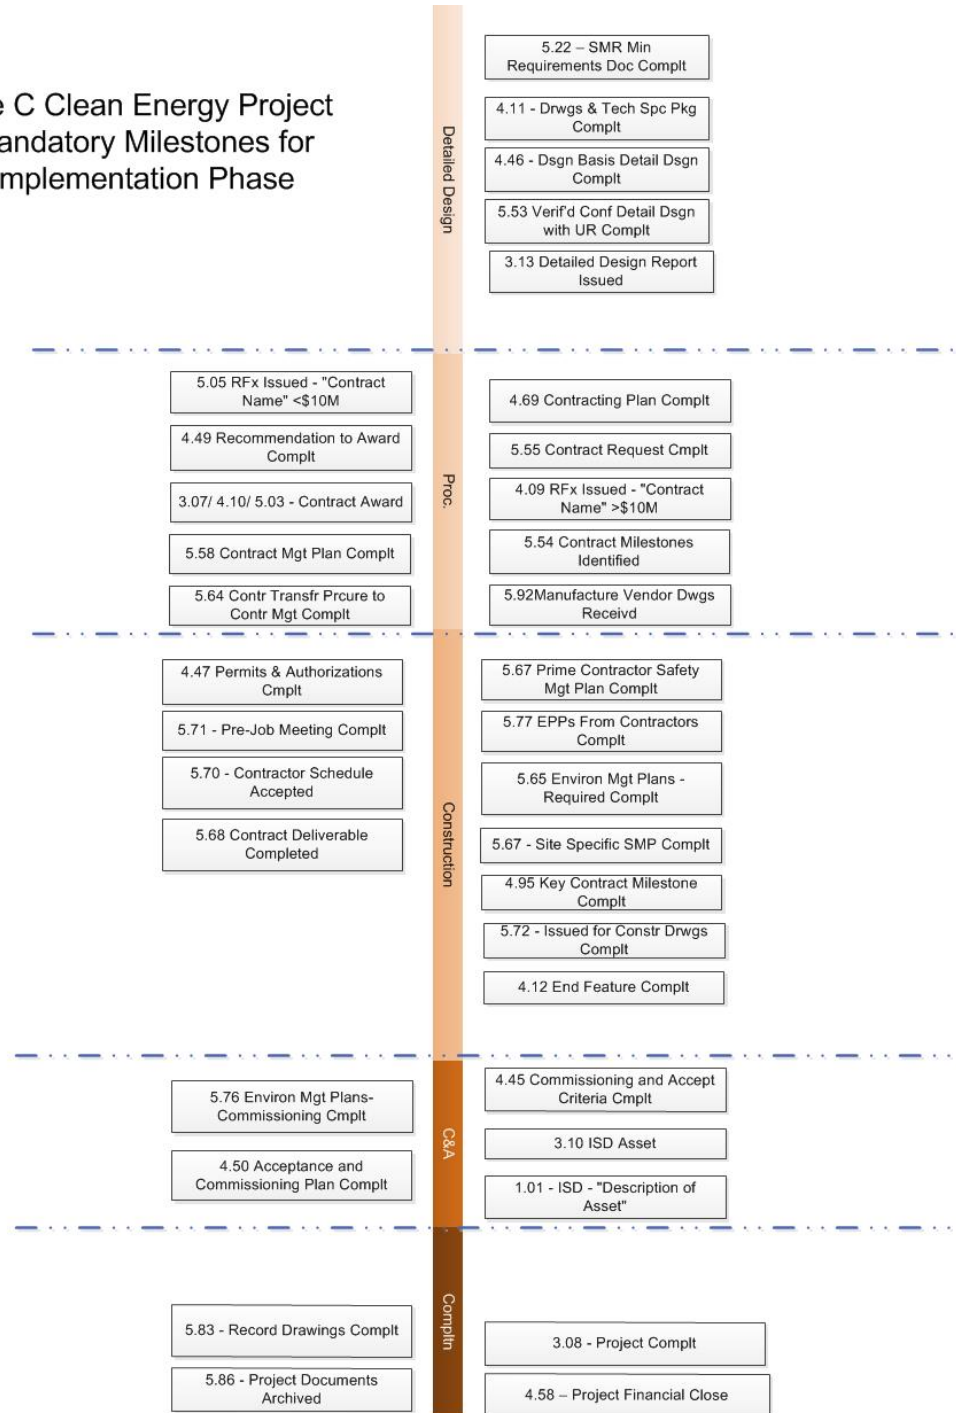 e C Clean Energy Project
andatory Milestones for
mplementation Phase
Detailed Design
5.22 – SMR Min
Requirements Doc Complt
4.11 - Drwgs & Tech Spc Pkg
Complt
4.46 - Dsgn Basis Detail Dsgn
Complt
5.53 Verif'd Conf Detail Dsgn
with UR Complt
3.13 Detailed Design Report
Issued
Proc.
5.05 RFx Issued - "Contract
Name" <$10M
4.49 Recommendation to Award
Complt
3.07/ 4.10/ 5.03 - Contract Award
5.58 Contract Mgt Plan Complt
5.64 Contr Transfr Prcure to
Contr Mgt Complt
4.69 Contracting Plan Complt
5.55 Contract Request Cmplt
4.09 RFx Issued - "Contract
Name" >$10M
5.54 Contract Milestones
Identified
5.92Manufacture Vendor Dwgs
Receivd
Construction
4.47 Permits & Authorizations
Cmplt
5.71 - Pre-Job Meeting Complt
5.70 - Contractor Schedule
Accepted
5.68 Contract Deliverable
Completed
5.67 Prime Contractor Safety
Mgt Plan Complt
5.77 EPPs From Contractors
Complt
5.65 Environ Mgt Plans -
Required Complt
5.67 - Site Specific SMP Complt
4.95 Key Contract Milestone
Complt
5.72 - Issued for Constr Drwgs
Complt
4.12 End Feature Complt
C&A
5.76 Environ Mgt Plans-
Commissioning Cmplt
4.50 Acceptance and
Commissioning Plan Complt
4.45 Commissioning and Accept
Criteria Cmplt
3.10 ISD Asset
1.01 - ISD - "Description of
Asset"
Compltn
5.83 - Record Drawings Complt
5.86 - Project Documents
Archived
3.08 - Project Complt
4.58 – Project Financial Close